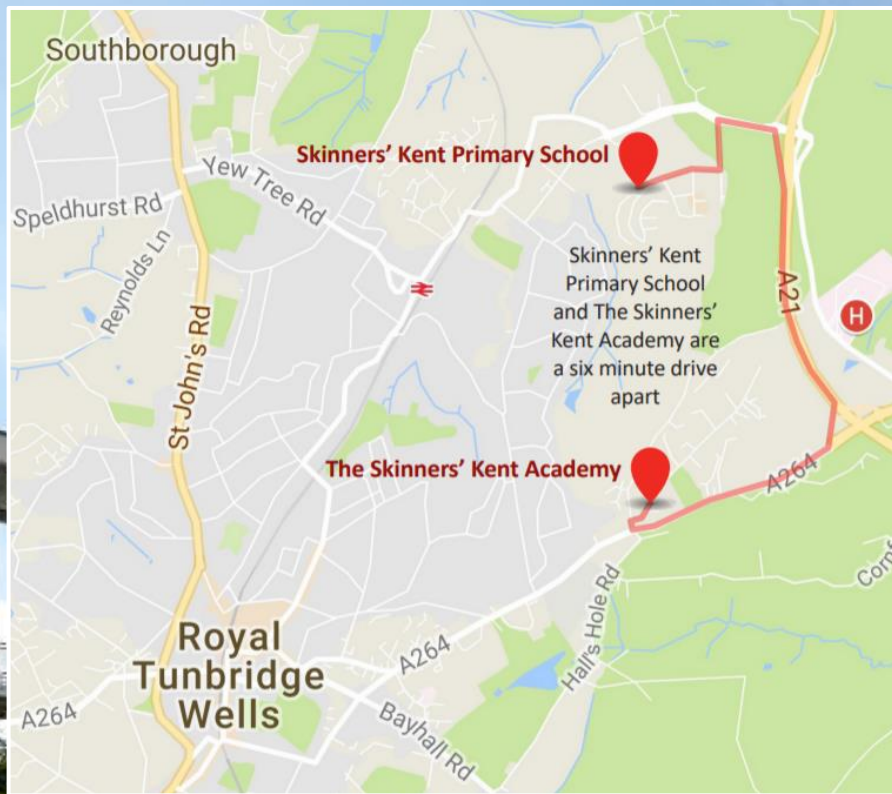 Southborough
Skinners' Kent Primary School
Yew Tree Rd
Speldhurst Rd
Reynolds Ln
Skinners' Kent
Primary School
and The Skinners'
Kent Academy are
a six minute drive
apart
A21
H
St John's Rd
The Skinners' Kent Academy
A264
Hall's Hole Rd
Royal
Tunbridge
Wells
A264
A264
Bayhall Rd